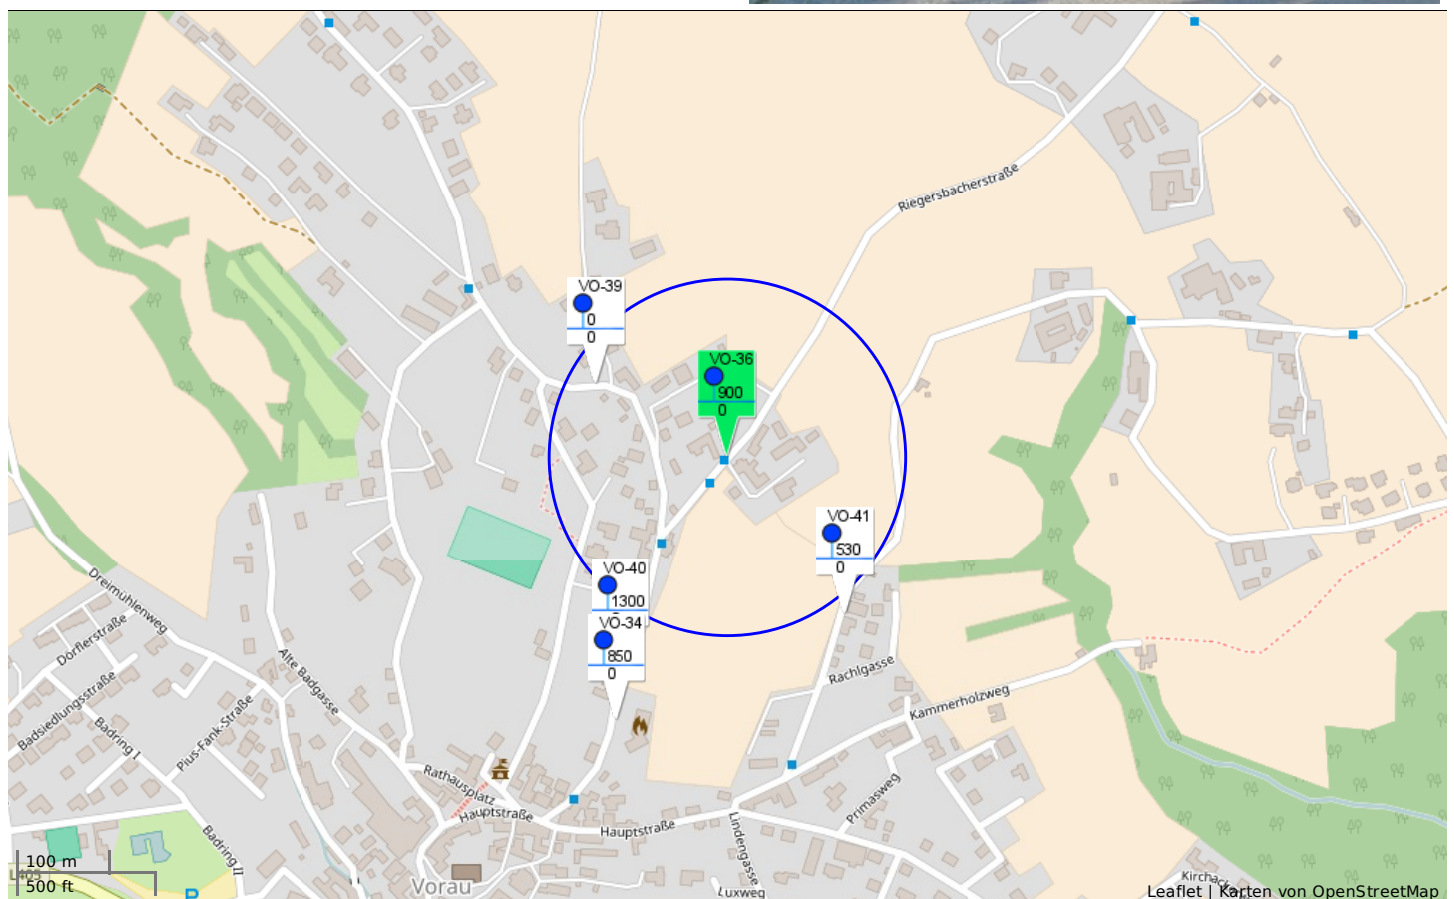 Riegersbacherstraße
VO-39
0
0
VO-36
900
0
VO-41
530
0
VO-40
1300
VO-34
850
0
Dreimühlenweg
Dorflerstraße
Badsiedlungsstraße
Badring I
Pius-Fank-Straße
Alte Badgasse
Rachlgasse
Kammerholzweg
Primasweg
Rathausplatz
Hauptstraße
Hauptstraße
Lindengasse
Badring II
Vorau
Luxweg
100 m
500 ft
L405
P
Leaflet | Karten von OpenStreetMap